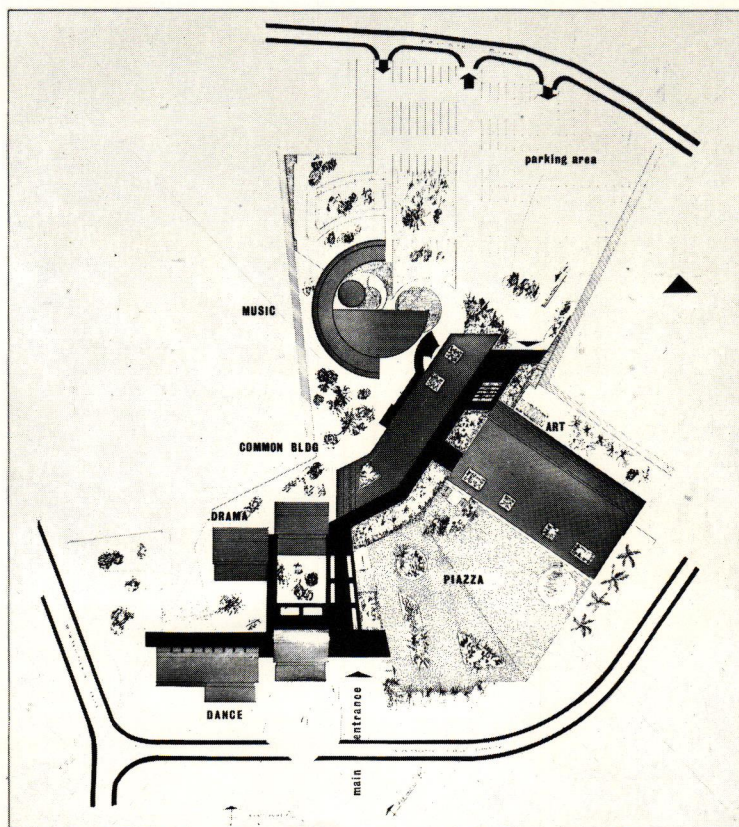 parking area
MUSIC
ART
COMMON BLDG
DRAMA
PIAZZA
DANCE
main entrance